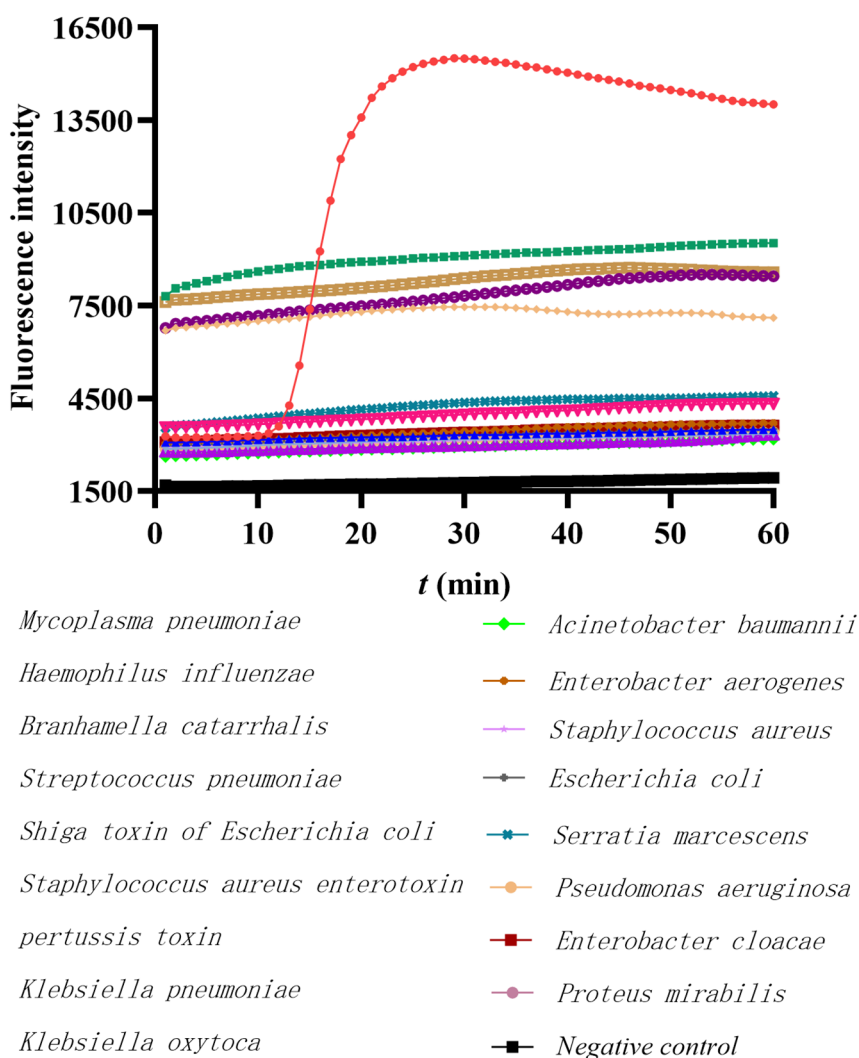 16500
13500
10500
7500
4500
1500
Fluorescence intensity
0 10 20 30 40 50 60
t (min)
Mycoplasma pneumoniae
Haemophilus influenzae
Branhamella catarrhalis
Streptococcus pneumoniae
Shiga toxin of Escherichia coli
Staphylococcus aureus enterotoxin
pertussis toxin
Klebsiella pneumoniae
Klebsiella oxytoca
Acinetobacter baumannii
Enterobacter aerogenes
Staphylococcus aureus
Escherichia coli
Serratia marcescens
Pseudomonas aeruginosa
Enterobacter cloacae
Proteus mirabilis
Negative control